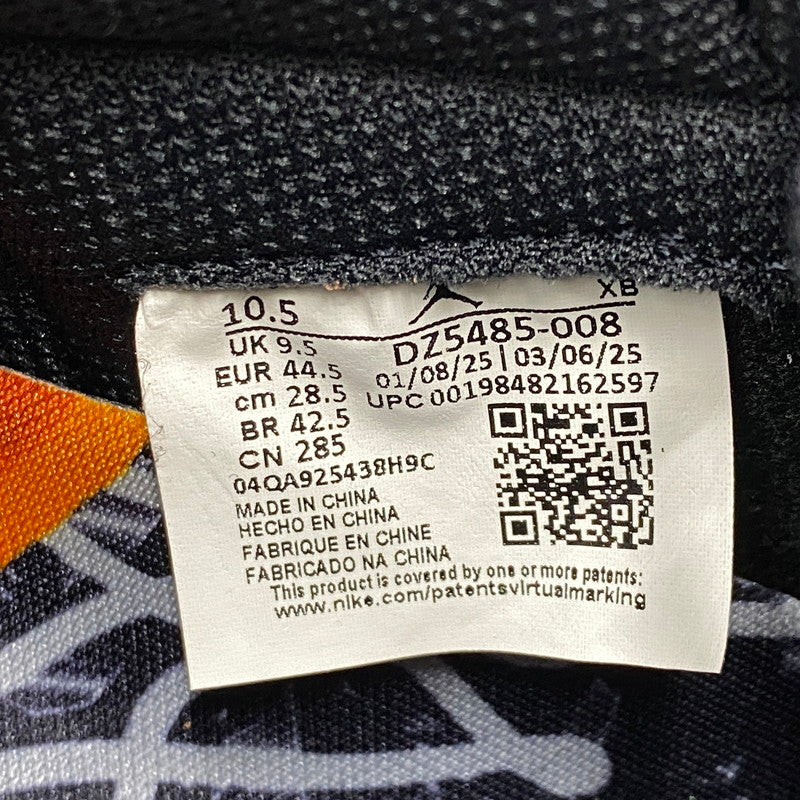 10.5
XB
UK 9.5
DZ5485-008
EUR 44.5
01/08/25 | 03/06/25
cm 28.5
UPC 00198482162597
BR 42.5
CN 285
04QA925438H9C
MADE IN CHINA
HECHO EN CHINA
FABRIQUE EN CHINE
FABRICADO NA CHINA
This product is covered by one or more patents:
www.nike.com/patentsvirtualmarking